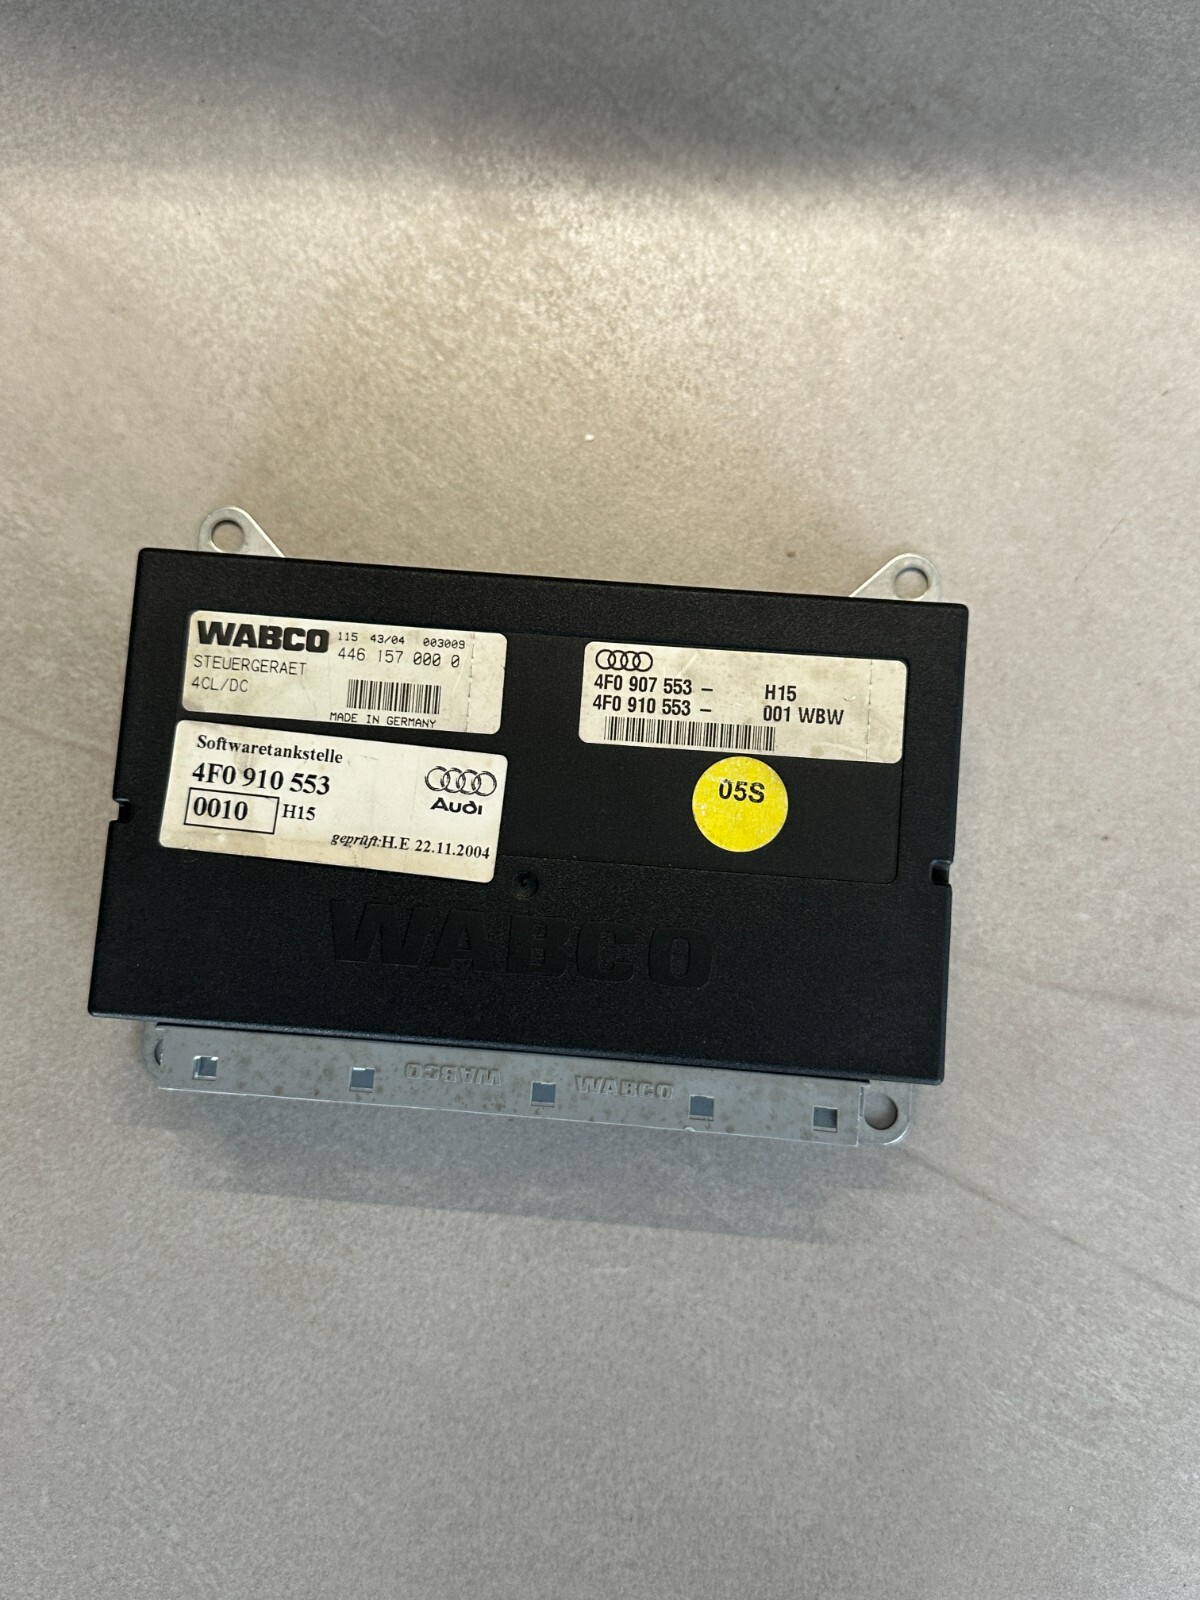 WABCO 115 43/04 003009
446 157 000 0
STEUERGERAET
4CL/DC
MADE IN GERMANY
Softwaretankstelle
4F0 910 553
0010 H15
Audi
geprüft:H.E 22.11.2004
4F0 907 553 - H15
4F0 910 553 - 001 WBW
05S
WABCO
WABCO WABCO